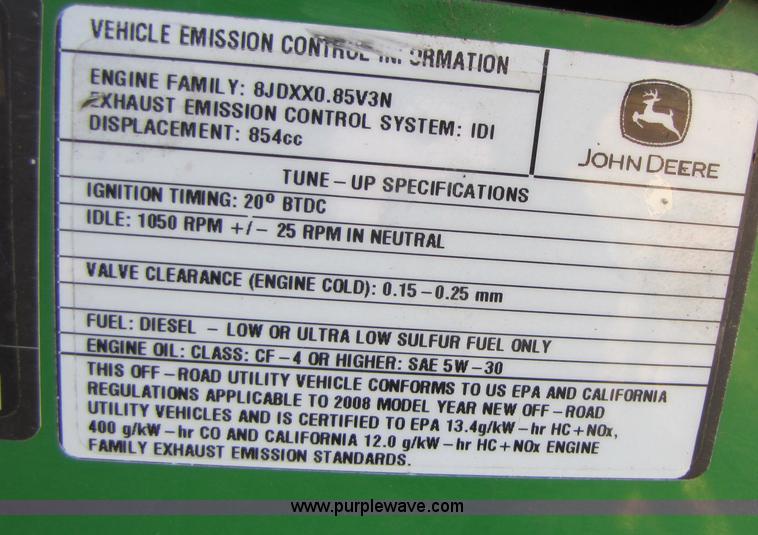 VEHICLE EMISSION CONTROL INFORMATION
ENGINE FAMILY: 8JDXX0.85V3N
EXHAUST EMISSION CONTROL SYSTEM: IDI
DISPLACEMENT: 854cc
JOHN DEERE
TUNE-UP SPECIFICATIONS
IGNITION TIMING: 20º BTDC
IDLE: 1050 RPM +/- 25 RPM IN NEUTRAL
VALVE CLEARANCE (ENGINE COLD): 0.15-0.25 mm
FUEL: DIESEL - LOW OR ULTRA LOW SULFUR FUEL ONLY
ENGINE OIL: CLASS: CF-4 OR HIGHER: SAE 5W-30
THIS OFF-ROAD UTILITY VEHICLE CONFORMS TO US EPA AND CALIFORNIA
REGULATIONS APPLICABLE TO 2008 MODEL YEAR NEW OFF-ROAD
UTILITY VEHICLES AND IS CERTIFIED TO EPA 13.4g/kW-hr HC+NOx,
400 g/kW-hr CO AND CALIFORNIA 12.0 g/kW-hr HC+NOx ENGINE
FAMILY EXHAUST EMISSION STANDARDS.
www.purplewave.com